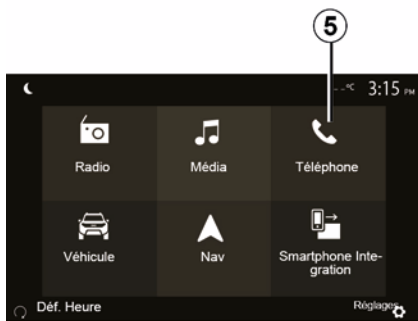 5
--°C 3:15 PM
Radio
Média
Téléphone
Véhicule
Nav
Smartphone Inte-
gration
Déf. Heure
Réglages